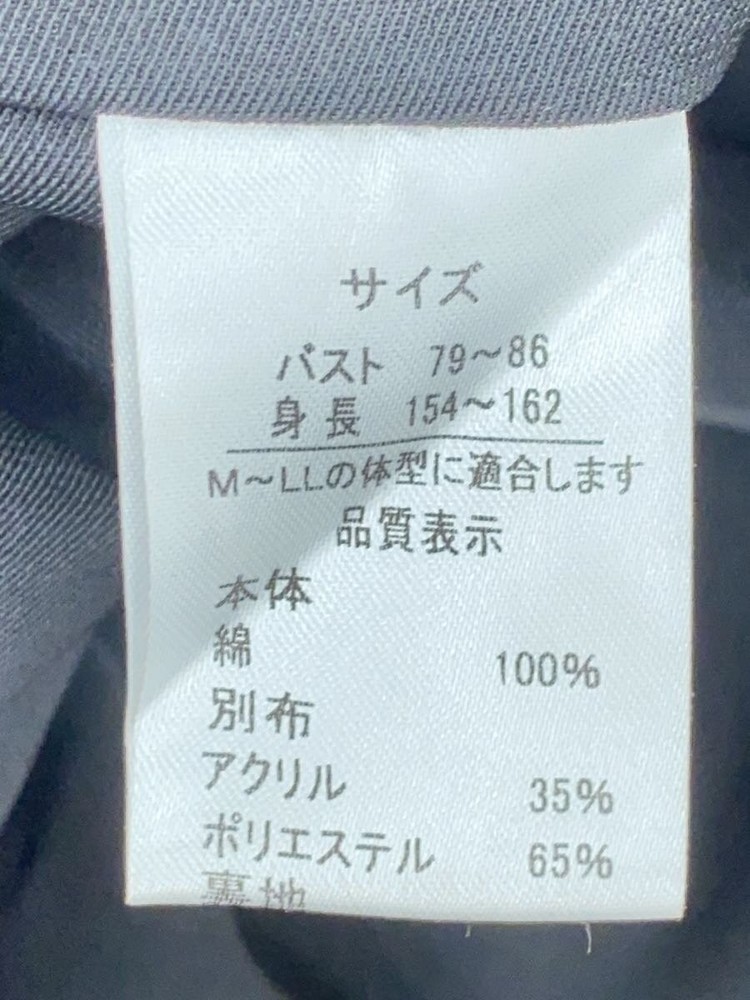 サイズ
バスト 79～86
身長 154～162
M～LLの体型に適合します
品質表示
本体
綿 100%
別布
アクリル 35%
ポリエステル 65%
裏地